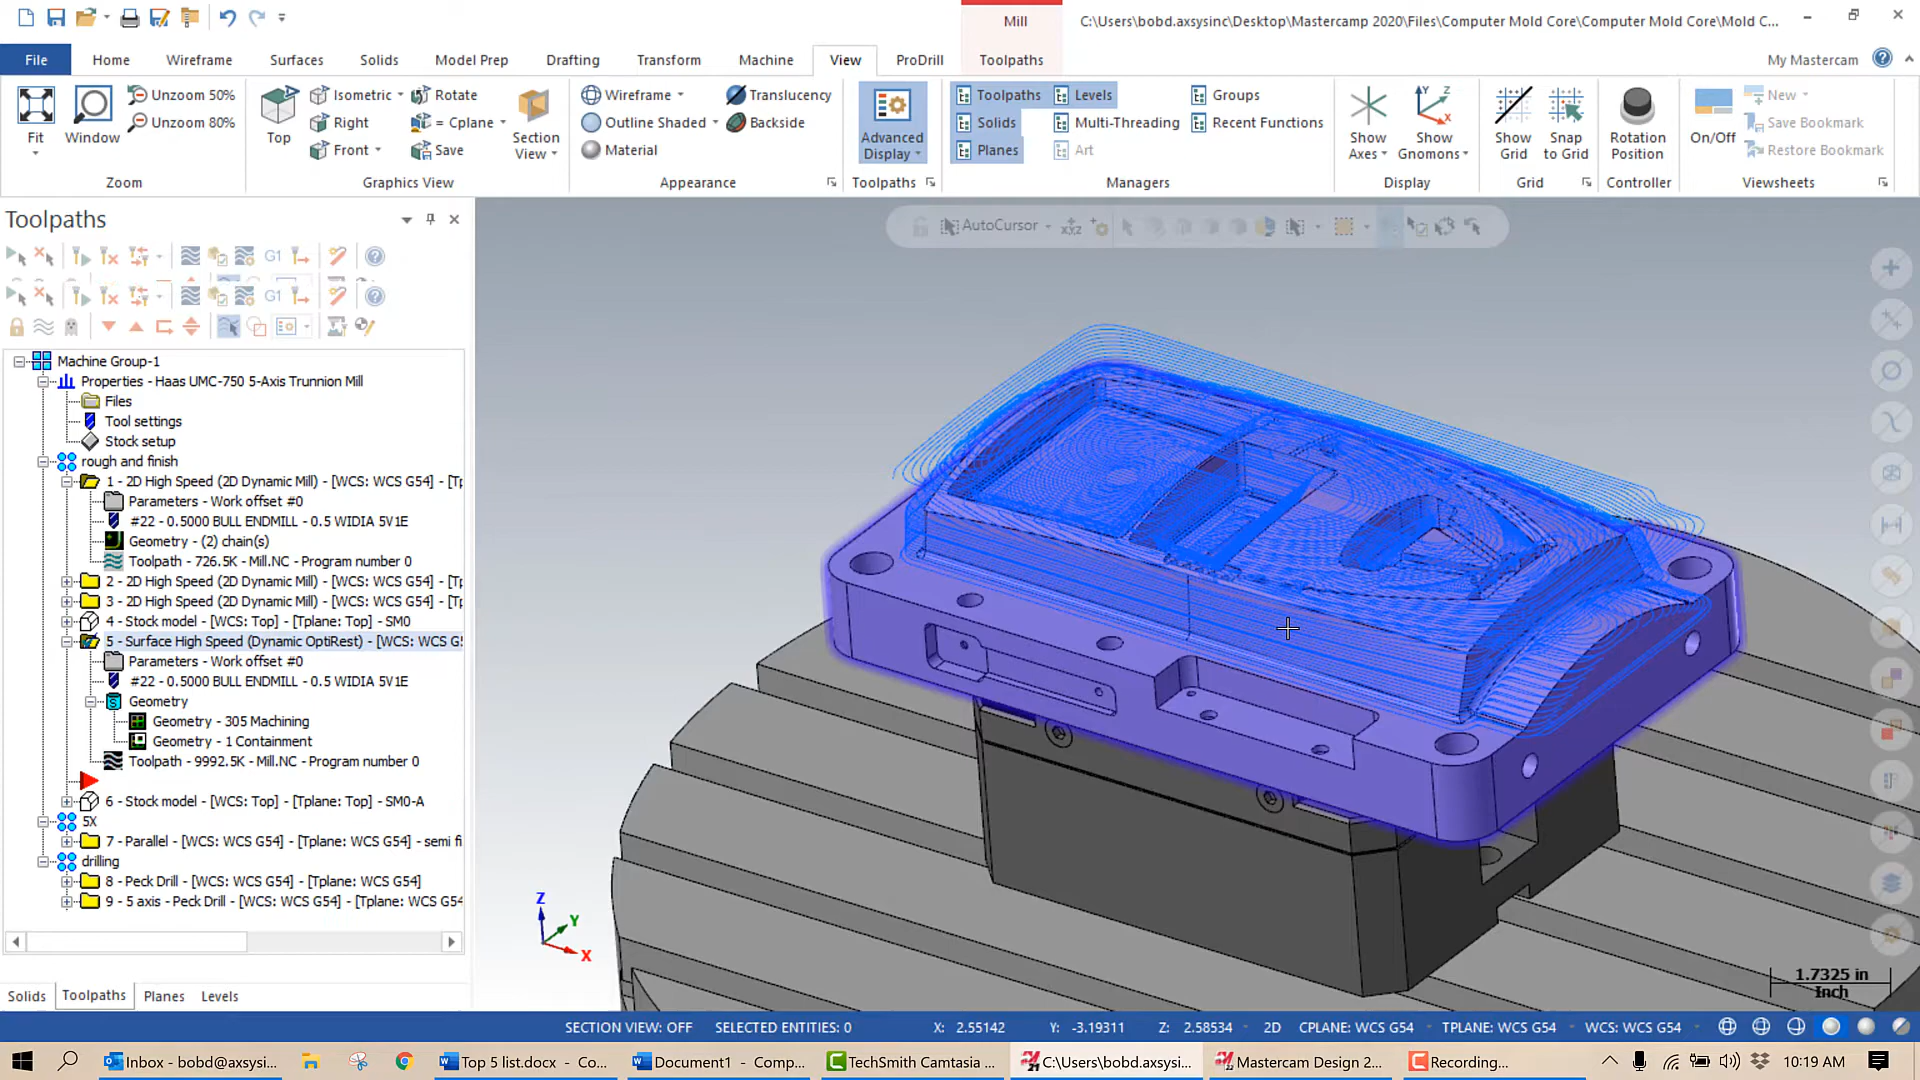 Mill
C:\Users\bobd.axsysinc\Desktop\Mastercamp 2020\Files\Computer Mold Core\Computer Mold Core\Mold C...
File Home Wireframe Surfaces Solids Model Prep Drafting Transform Machine View ProDrill Toolpaths My Mastercam
Fit
Window
Unzoom 50%
Unzoom 80%
Zoom
Top
Isometric
Right
Front
Rotate
= Cplane
Save
Section View
Graphics View
Wireframe
Outline Shaded
Material
Translucency
Backside
Appearance
Advanced Display
Toolpaths
Toolpaths
Solids
Planes
Levels
Multi-Threading
Art
Groups
Recent Functions
Managers
Show Axes
Show Gnomons
Display
Show Grid
Snap to Grid
Grid
Rotation Position
Controller
On/Off
New
Save Bookmark
Restore Bookmark
Viewsheets
Toolpaths
AutoCursor
G1
G1
Machine Group-1
Properties - Haas UMC-750 5-Axis Trunnion Mill
Files
Tool settings
Stock setup
rough and finish
1 - 2D High Speed (2D Dynamic Mill) - [WCS: WCS G54] - [Tp
Parameters - Work offset #0
#22 - 0.5000 BULL ENDMILL - 0.5 WIDIA 5V1E
Geometry - (2) chain(s)
Toolpath - 726.5K - Mill.NC - Program number 0
2 - 2D High Speed (2D Dynamic Mill) - [WCS: WCS G54] - [Tp
3 - 2D High Speed (2D Dynamic Mill) - [WCS: WCS G54] - [Tp
4 - Stock model - [WCS: Top] - [Tplane: Top] - SM0
5 - Surface High Speed (Dynamic OptiRest) - [WCS: WCS G5
Parameters - Work offset #0
#22 - 0.5000 BULL ENDMILL - 0.5 WIDIA 5V1E
Geometry
Geometry - 305 Machining
Geometry - 1 Containment
Toolpath - 9992.5K - Mill.NC - Program number 0
6 - Stock model - [WCS: Top] - [Tplane: Top] - SM0-A
5X
7 - Parallel - [WCS: WCS G54] - [Tplane: WCS G54] - semi fi
drilling
8 - Peck Drill - [WCS: WCS G54] - [Tplane: WCS G54]
9 - 5 axis - Peck Drill - [WCS: WCS G54] - [Tplane: WCS G54
Z
Y
X
1.7325 in
Inch
Solids Toolpaths Planes Levels
SECTION VIEW: OFF SELECTED ENTITIES: 0 X: 2.55142 Y: -3.19311 Z: 2.58534 2D CPLANE: WCS G54 TPLANE: WCS G54 WCS: WCS G54
Inbox - bobd@axsysi... Top 5 list.docx - Co... Document1 - Comp... TechSmith Camtasia ... C:\Users\bobd.axsysi... Mastercam Design 2... Recording... 10:19 AM